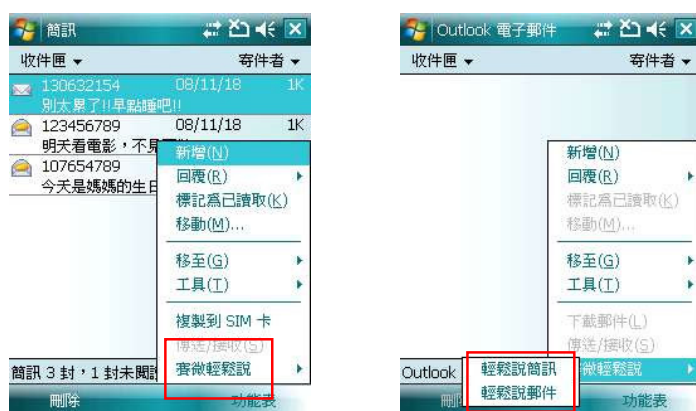 簡訊
收件匣
寄件者
130632154 08/11/18 1K
別太累了!!早點睡吧!!
123456789 08/11/18 1K
明天看電影，不見
107654789
今天是媽媽的生日
新增(N)
回覆(R)
標記為已讀取(K)
移動(M)...
移至(G)
工具(T)
複製到 SIM 卡
傳送/接收(S)
賽微輕鬆說
簡訊 3 封，1 封未閱讀
刪除
功能表
Outlook 電子郵件
收件匣
寄件者
新增(N)
回覆(R)
標記為已讀取(K)
移動(M)...
移至(G)
工具(T)
下載郵件(L)
傳送/接收(S)
微輕鬆說
Outlook
輕鬆說簡訊
輕鬆說郵件
功能表